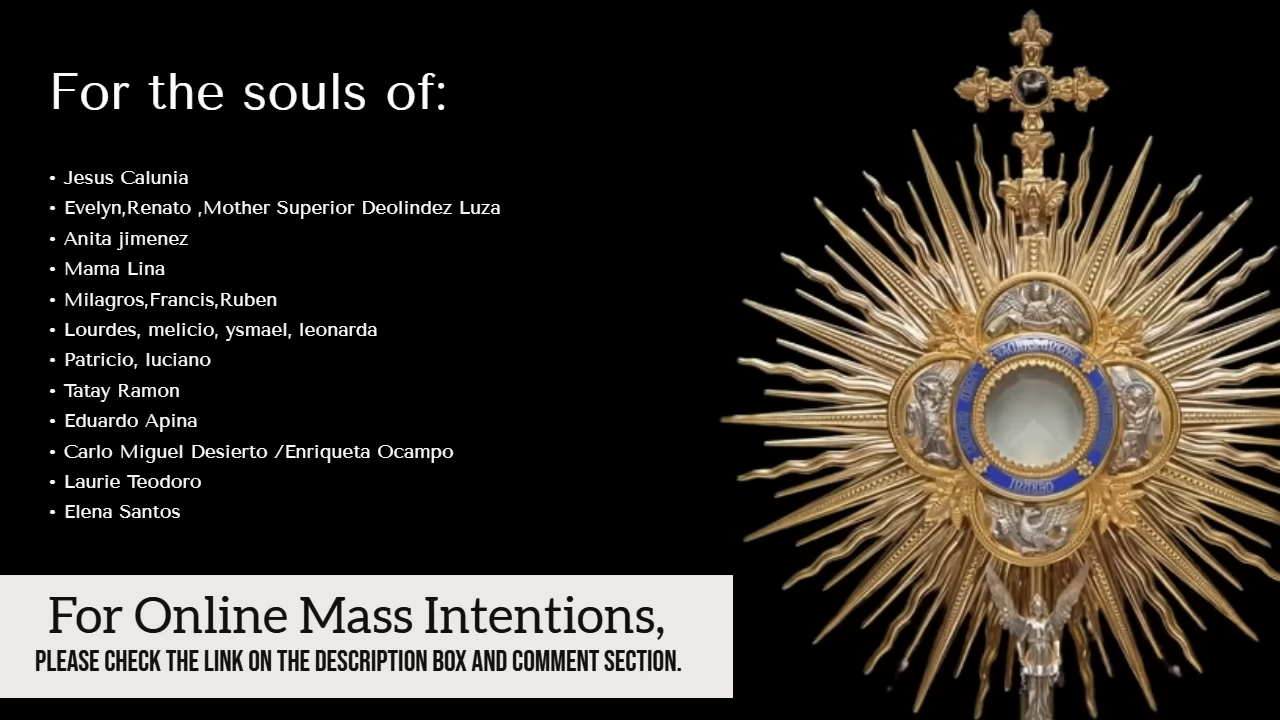 For the souls of:
• Jesus Calunia
• Evelyn,Renato ,Mother Superior Deolindez Luza
• Anita jimenez
• Mama Lina
• Milagros,Francis,Ruben
• Lourdes, melicio, ysmael, leonarda
• Patricio, luciano
• Tatay Ramon
• Eduardo Apina
• Carlo Miguel Desierto /Enriqueta Ocampo
• Laurie Teodoro
• Elena Santos
For Online Mass Intentions,
PLEASE CHECK THE LINK ON THE DESCRIPTION BOX AND COMMENT SECTION.